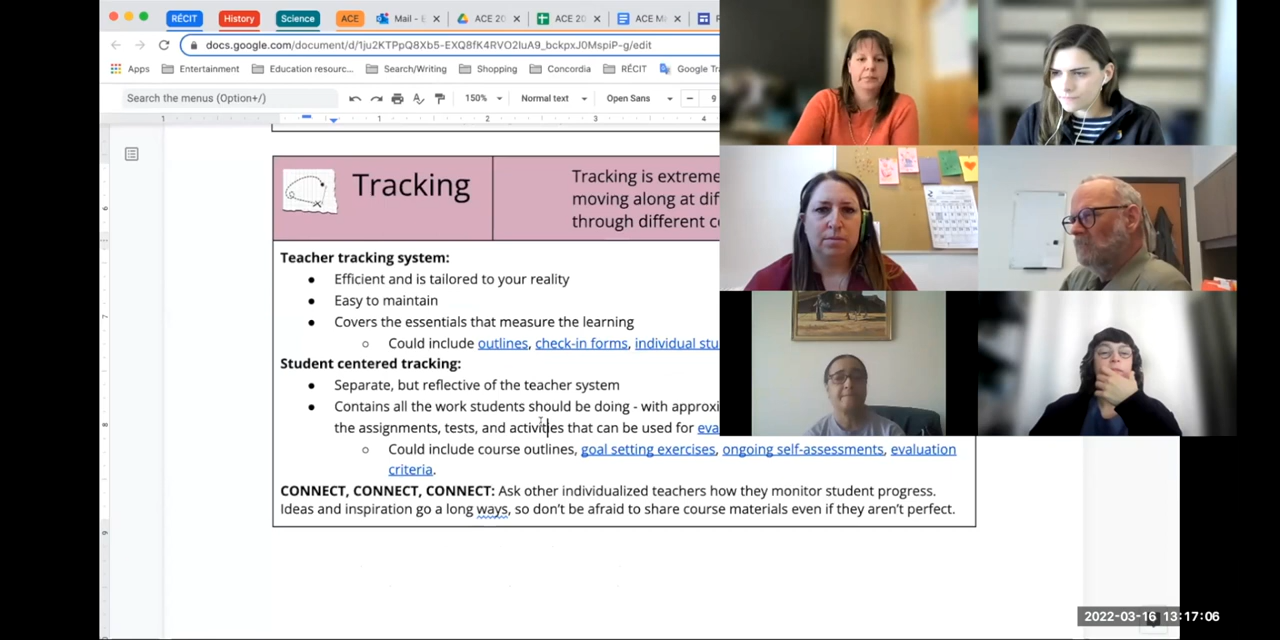 RÉCIT History Science ACE Mail - E ACE 20 ACE 20 ACE M
docs.google.com/document/d/1ju2KTPpQ8Xb5-EXQ8fK4RVO2IuA9_bckpxJ0MspiP-g/edit
Apps Entertainment Education resourc... Search/Writing Shopping Concordia RÉCIT Google Tra
Search the menus (Option+/) 150% Normal text Open Sans 9
1 1 2 3 4
Tracking
Tracking is extreme
moving along at dif
through different c
Teacher tracking system:
● Efficient and is tailored to your reality
● Easy to maintain
● Covers the essentials that measure the learning
○ Could include outlines, check-in forms, individual stu
Student centered tracking:
● Separate, but reflective of the teacher system
● Contains all the work students should be doing - with approxi
the assignments, tests, and activities that can be used for eva
○ Could include course outlines, goal setting exercises, ongoing self-assessments, evaluation
criteria.
CONNECT, CONNECT, CONNECT: Ask other individualized teachers how they monitor student progress.
Ideas and inspiration go a long ways, so don't be afraid to share course materials even if they aren't perfect.
2022-03-16 13:17:06